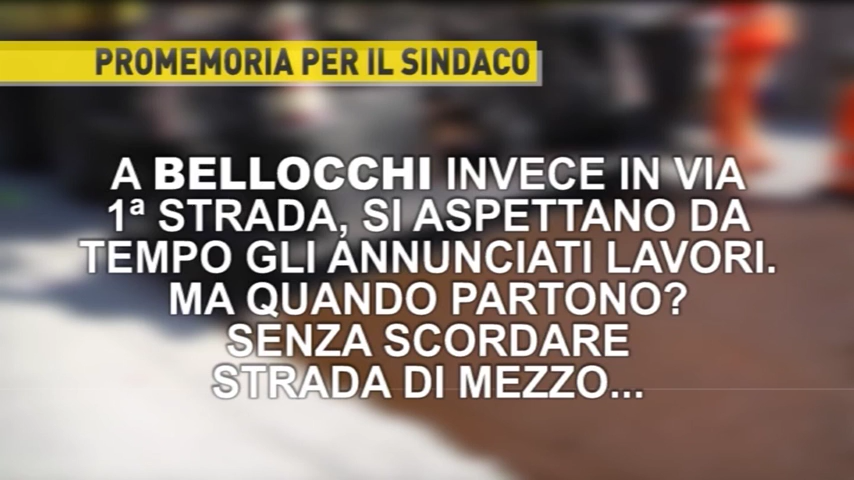 PROMEMORIA PER IL SINDACO
A BELLOCCHI INVECE IN VIA
1ª STRADA, SI ASPETTANO DA
TEMPO GLI ANNUNCIATI LAVORI.
MA QUANDO PARTONO?
SENZA SCORDARE
STRADA DI MEZZO...